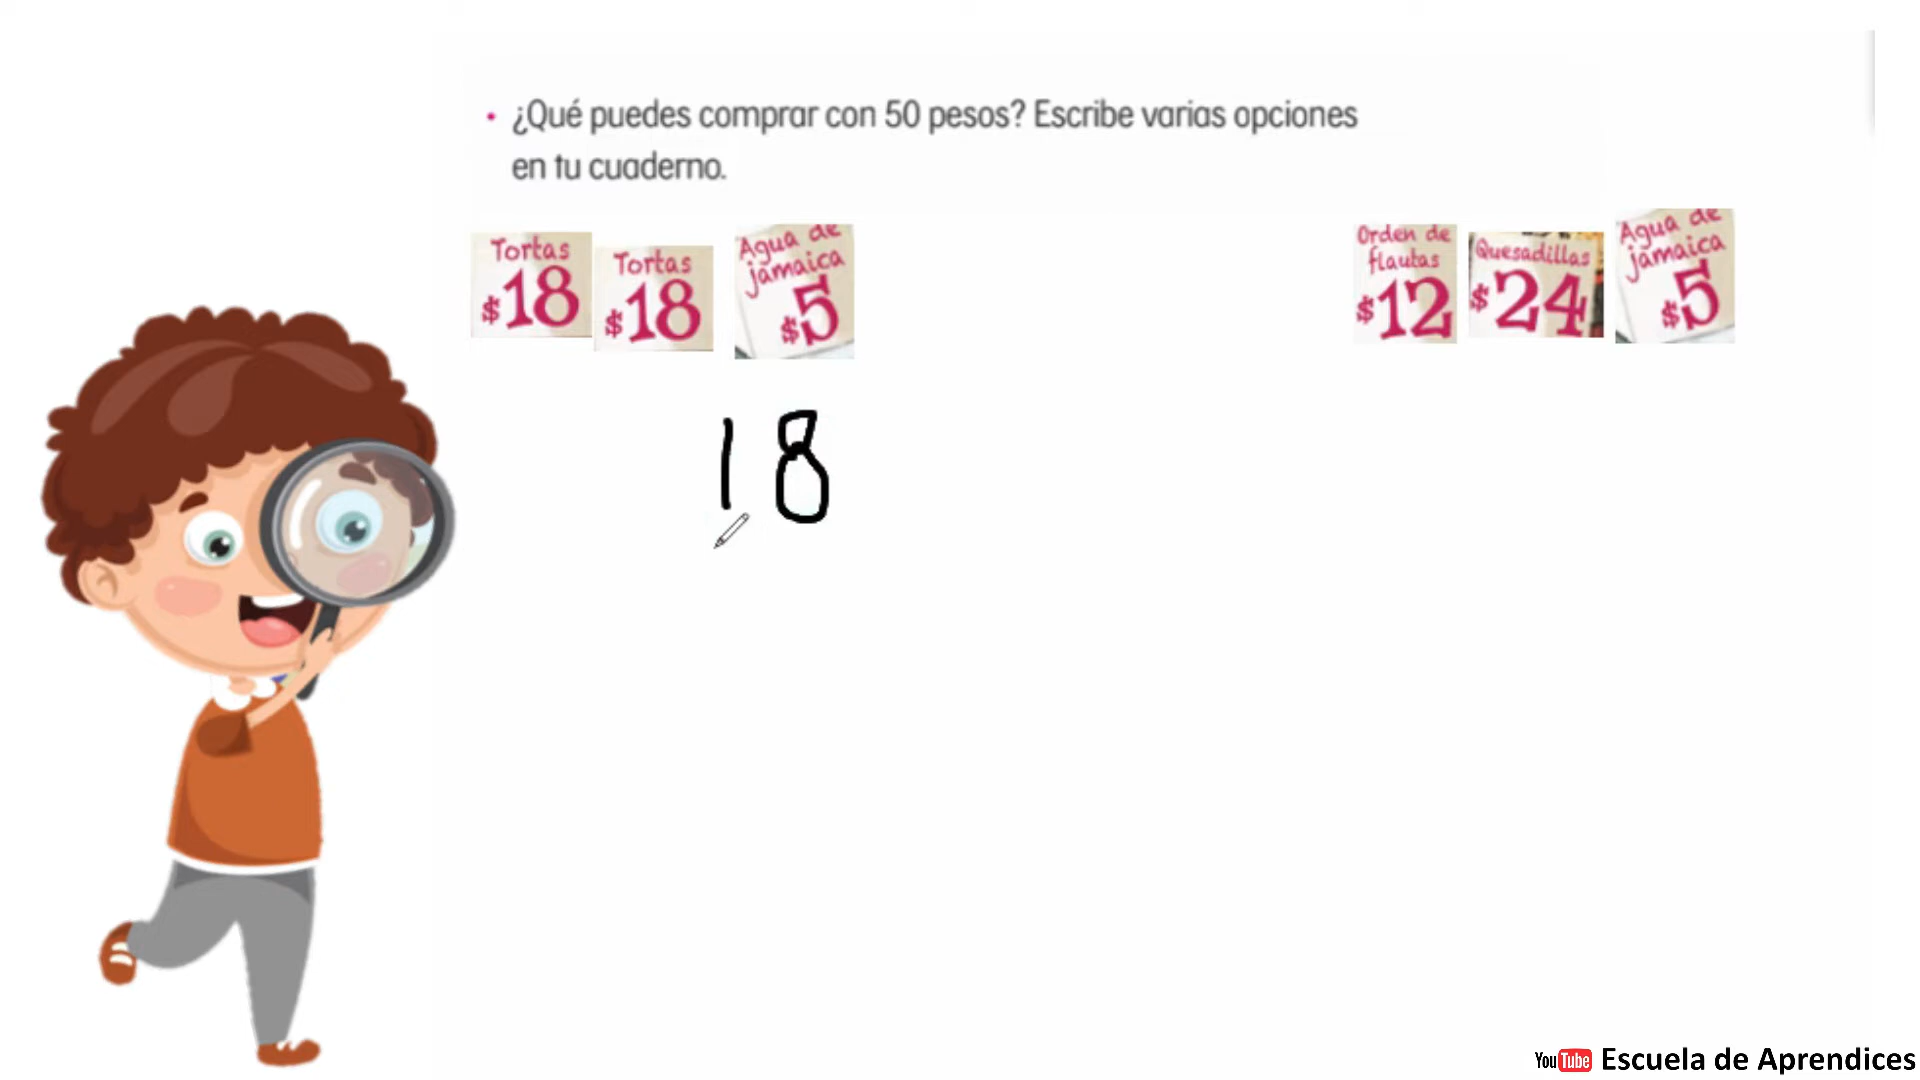 • ¿Qué puedes comprar con 50 pesos? Escribe varias opciones
en tu cuaderno.
Tortas
$18
Tortas
$18
Agua de
jamaica
$5
Orden de
flautas
$12
Quesadillas
$24
Agua de
jamaica
$5
18
YouTube Escuela de Aprendices